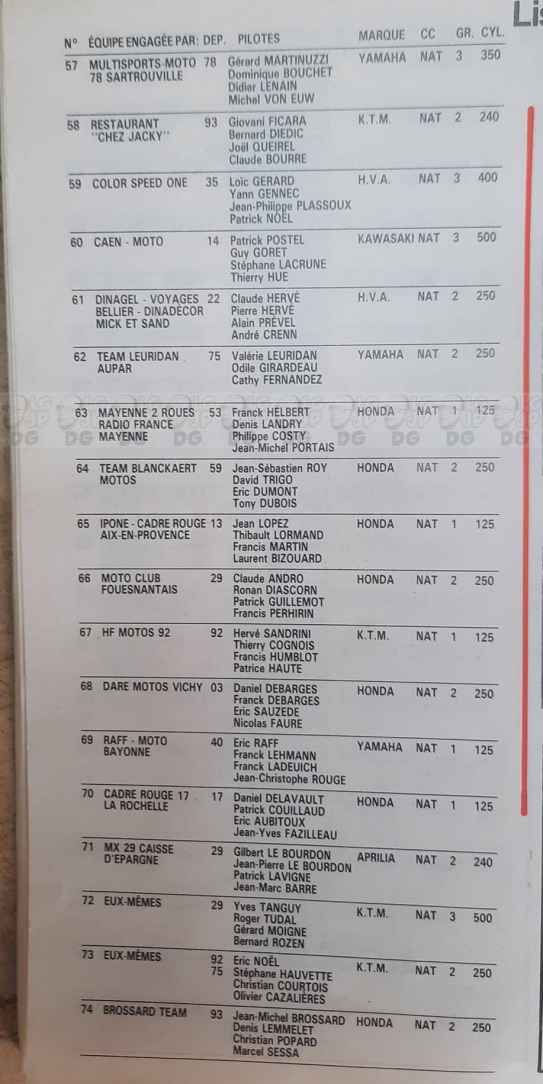 Lis
N° ÉQUIPE ENGAGÉE PAR: DEP. PILOTES MARQUE CC GR. CYL.
57 MULTISPORTS-MOTO 78 Gérard MARTINUZZI YAMAHA NAT 3 350
78 SARTROUVILLE Dominique BOUCHET
Didier LENAIN
Michel VON EUW
58 RESTAURANT 93 Giovani FICARA K.T.M. NAT 2 240
"CHEZ JACKY" Bernard DIEDIC
Joël QUEIREL
Claude BOURRE
59 COLOR SPEED ONE 35 Loïc GERARD H.V.A. NAT 3 400
Yann GENNEC
Jean-Philippe PLASSOUX
Patrick NOËL
60 CAEN - MOTO 14 Patrick POSTEL KAWASAKI NAT 3 500
Guy GORET
Stéphane LACRUNE
Thierry HUE
61 DINAGEL - VOYAGES 22 Claude HERVÉ H.V.A. NAT 2 250
BELLIER - DINADÉCOR Pierre HERVÉ
MICK ET SAND Alain PRÉVEL
André CRENN
62 TEAM LEURIDAN 75 Valérie LEURIDAN YAMAHA NAT 2 250
AUPAR Odile GIRARDEAU
Cathy FERNANDEZ
63 MAYENNE 2 ROUES 53 Franck HELBERT HONDA NAT 1 125
RADIO FRANCE Denis LANDRY
MAYENNE Philippe COSTY
Jean-Michel PORTAIS
64 TEAM BLANCKAERT 59 Jean-Sébastien ROY HONDA NAT 2 250
MOTOS David TRIGO
Eric DUMONT
Tony DUBOIS
65 IPONE - CADRE ROUGE 13 Jean LOPEZ HONDA NAT 1 125
AIX-EN-PROVENCE Thibault LORMAND
Francis MARTIN
Laurent BIZOUARD
66 MOTO CLUB 29 Claude ANDRO HONDA NAT 2 250
FOUESNANTAIS Ronan DIASCORN
Patrick GUILLEMOT
Francis PERHIRIN
67 HF MOTOS 92 92 Hervé SANDRINI K.T.M. NAT 1 125
Thierry COGNOIS
Francis HUMBLOT
Patrice HAUTE
68 DARE MOTOS VICHY 03 Daniel DEBARGES HONDA NAT 2 250
Franck DEBARGES
Eric SAUZEDE
Nicolas FAURE
69 RAFF - MOTO 40 Eric RAFF YAMAHA NAT 1 125
BAYONNE Franck LEHMANN
Franck LADEUICH
Jean-Christophe ROUGE
70 CADRE ROUGE 17 17 Daniel DELAVAULT HONDA NAT 1 125
LA ROCHELLE Patrick COUILLAUD
Eric AUBITOUX
Jean-Yves FAZILLEAU
71 MX 29 CAISSE 29 Gilbert LE BOURDON APRILIA NAT 2 240
D'EPARGNE Jean-Pierre LE BOURDON
Patrick LAVIGNE
Jean-Marc BARRE
72 EUX-MÊMES 29 Yves TANGUY K.T.M. NAT 3 500
Roger TUDAL
Gérard MOIGNE
Bernard ROZEN
73 EUX-MÊMES 92 Eric NOËL K.T.M. NAT 2 250
75 Stéphane HAUVETTE
Christian COURTOIS
Olivier CAZALIÈRES
74 BROSSARD TEAM 93 Jean-Michel BROSSARD HONDA NAT 2 250
Denis LEMMELET
Christian POPARD
Marcel SESSA